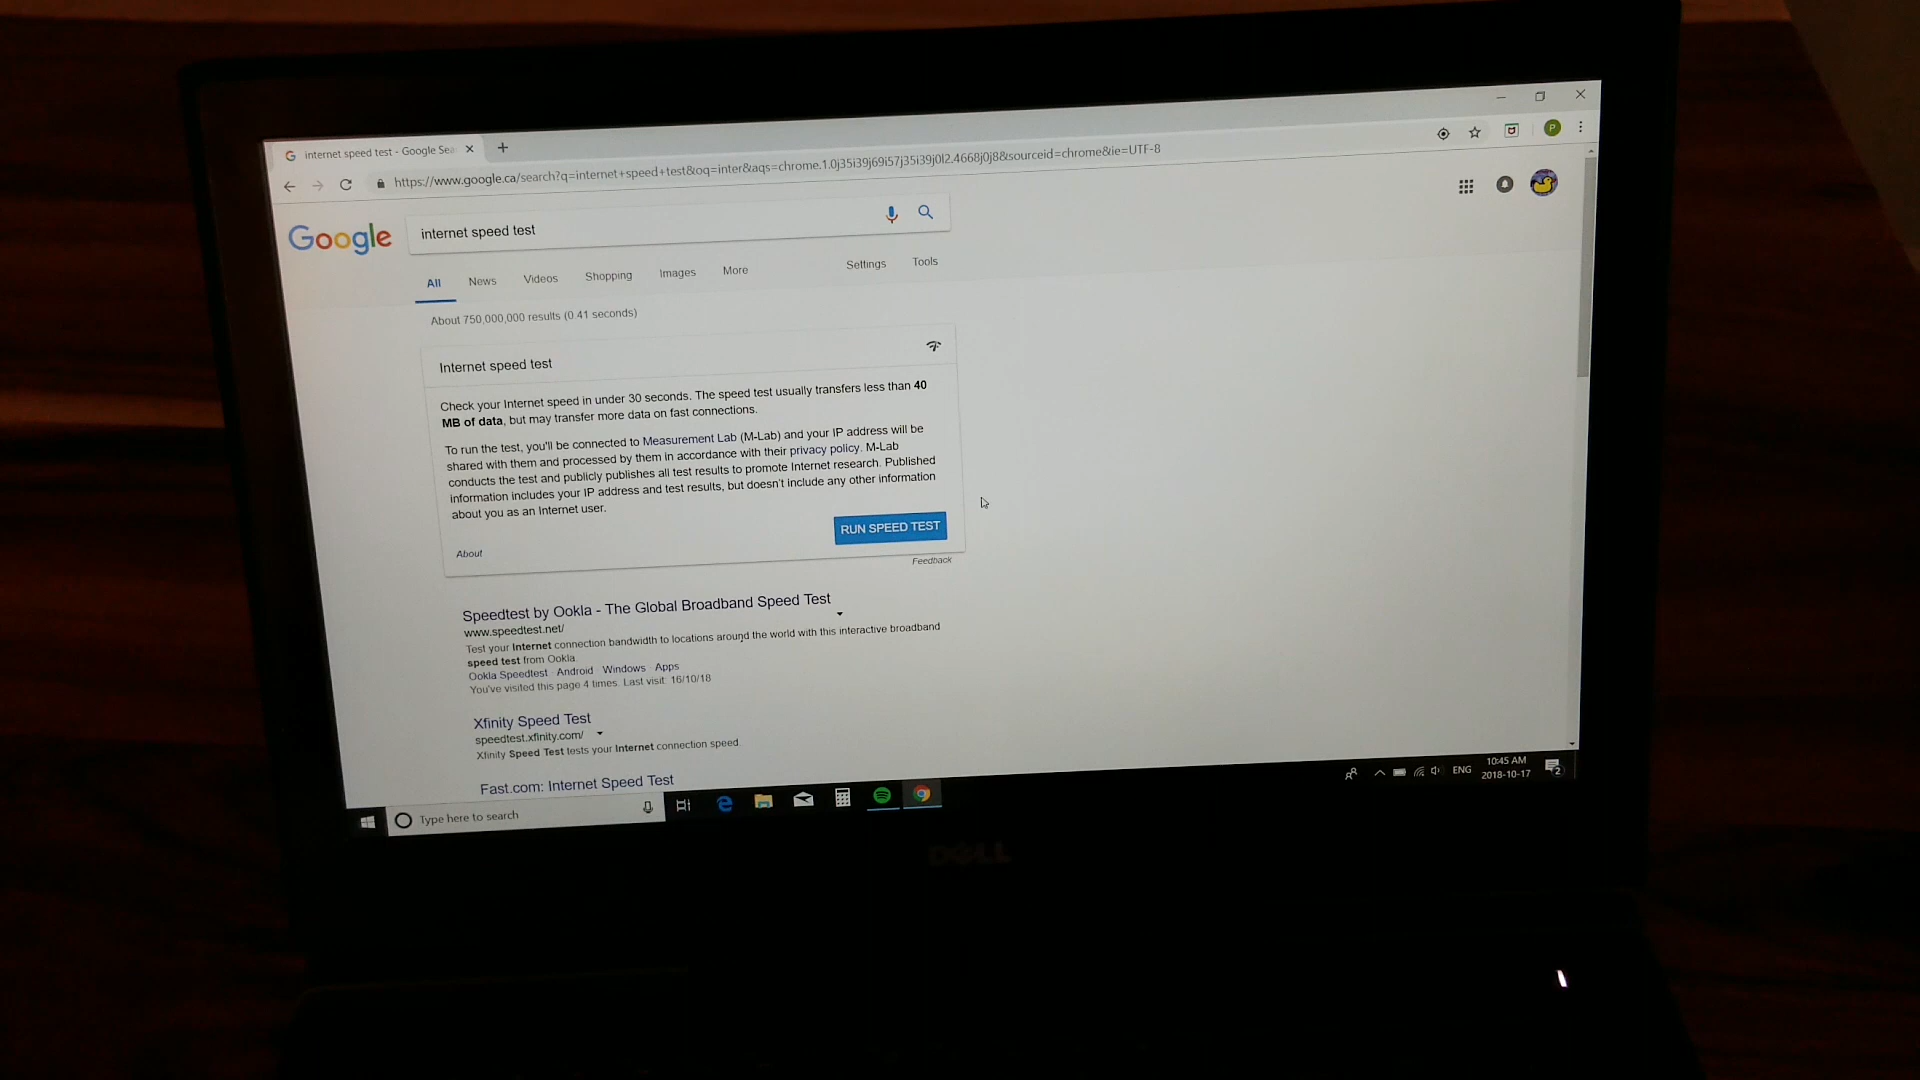 internet speed test - Google Sea
https://www.google.ca/search?q=internet+speed+test&oq=inter&aqs=chrome.1.0j35i39j69i57j35i39j0l2.4668j0j8&sourceid=chrome&ie=UTF-8
P
Google
internet speed test
All News Videos Shopping Images More Settings Tools
About 750,000,000 results (0.41 seconds)
Internet speed test
Check your Internet speed in under 30 seconds. The speed test usually transfers less than 40
MB of data, but may transfer more data on fast connections.
To run the test, you'll be connected to Measurement Lab (M-Lab) and your IP address will be
shared with them and processed by them in accordance with their privacy policy. M-Lab
conducts the test and publicly publishes all test results to promote Internet research. Published
information includes your IP address and test results, but doesn't include any other information
about you as an Internet user.
RUN SPEED TEST
About
Feedback
Speedtest by Ookla - The Global Broadband Speed Test
www.speedtest.net/
Test your Internet connection bandwidth to locations around the world with this interactive broadband
speed test from Ookla.
Ookla Speedtest · Android · Windows · Apps
You've visited this page 4 times. Last visit: 16/10/18
Xfinity Speed Test
speedtest.xfinity.com/
Xfinity Speed Test tests your Internet connection speed.
Fast.com: Internet Speed Test
Type here to search
ENG
10:45 AM
2018-10-17
2
DELL